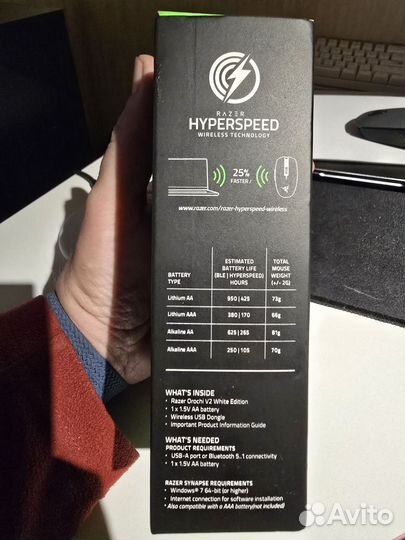 RAZER
HYPERSPEED
WIRELESS TECHNOLOGY
25%
FASTER /
www.razer.com/razer-hyperspeed-wireless
BATTERY TYPE
ESTIMATED BATTERY LIFE (BLE | HYPERSPEED) HOURS
TOTAL MOUSE WEIGHT (+/- 2G)
Lithium AA 950 | 425 73g
Lithium AAA 380 | 170 66g
Alkaline AA 625 | 265 81g
Alkaline AAA 250 | 105 70g
WHAT'S INSIDE
• Razer Orochi V2 White Edition
• 1 x 1.5V AA battery
• Wireless USB Dongle
• Important Product Information Guide
WHAT'S NEEDED
PRODUCT REQUIREMENTS
• USB-A port or Bluetooth 5.1 connectivity
• 1 x 1.5V AA battery
RAZER SYNAPSE REQUIREMENTS
• Windows® 7 64-bit (or higher)
• Internet connection for software installation
* Also compatible with a AAA battery(not included)
Avito